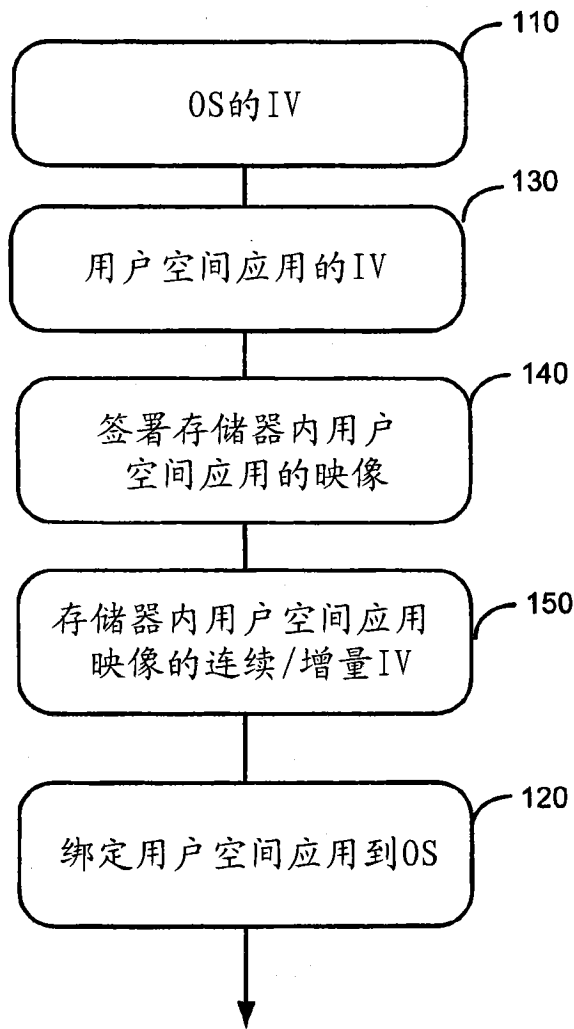 110
OS的IV
130
用户空间应用的IV
140
签署存储器内用户
空间应用的映像
150
存储器内用户空间应用
映像的连续/增量IV
120
绑定用户空间应用到OS